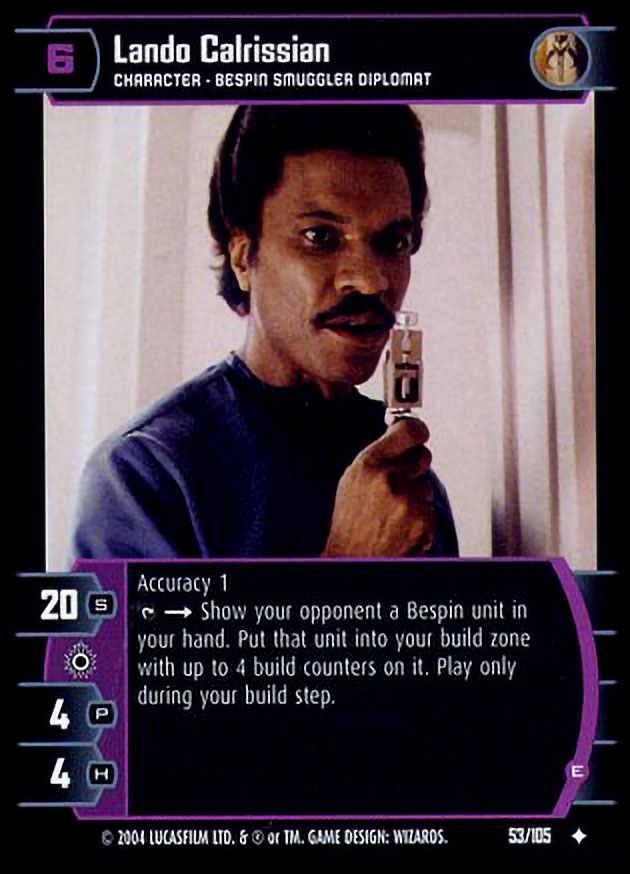 6
Lando Calrissian
CHARACTER - BESPIN SMUGGLER DIPLOMAT
20 S
4 P
4 H
Accuracy 1
→ Show your opponent a Bespin unit in
your hand. Put that unit into your build zone
with up to 4 build counters on it. Play only
during your build step.
E
© 2004 LUCASFILM LTD. & ® or TM. GAME DESIGN: WIZARDS.
53/105